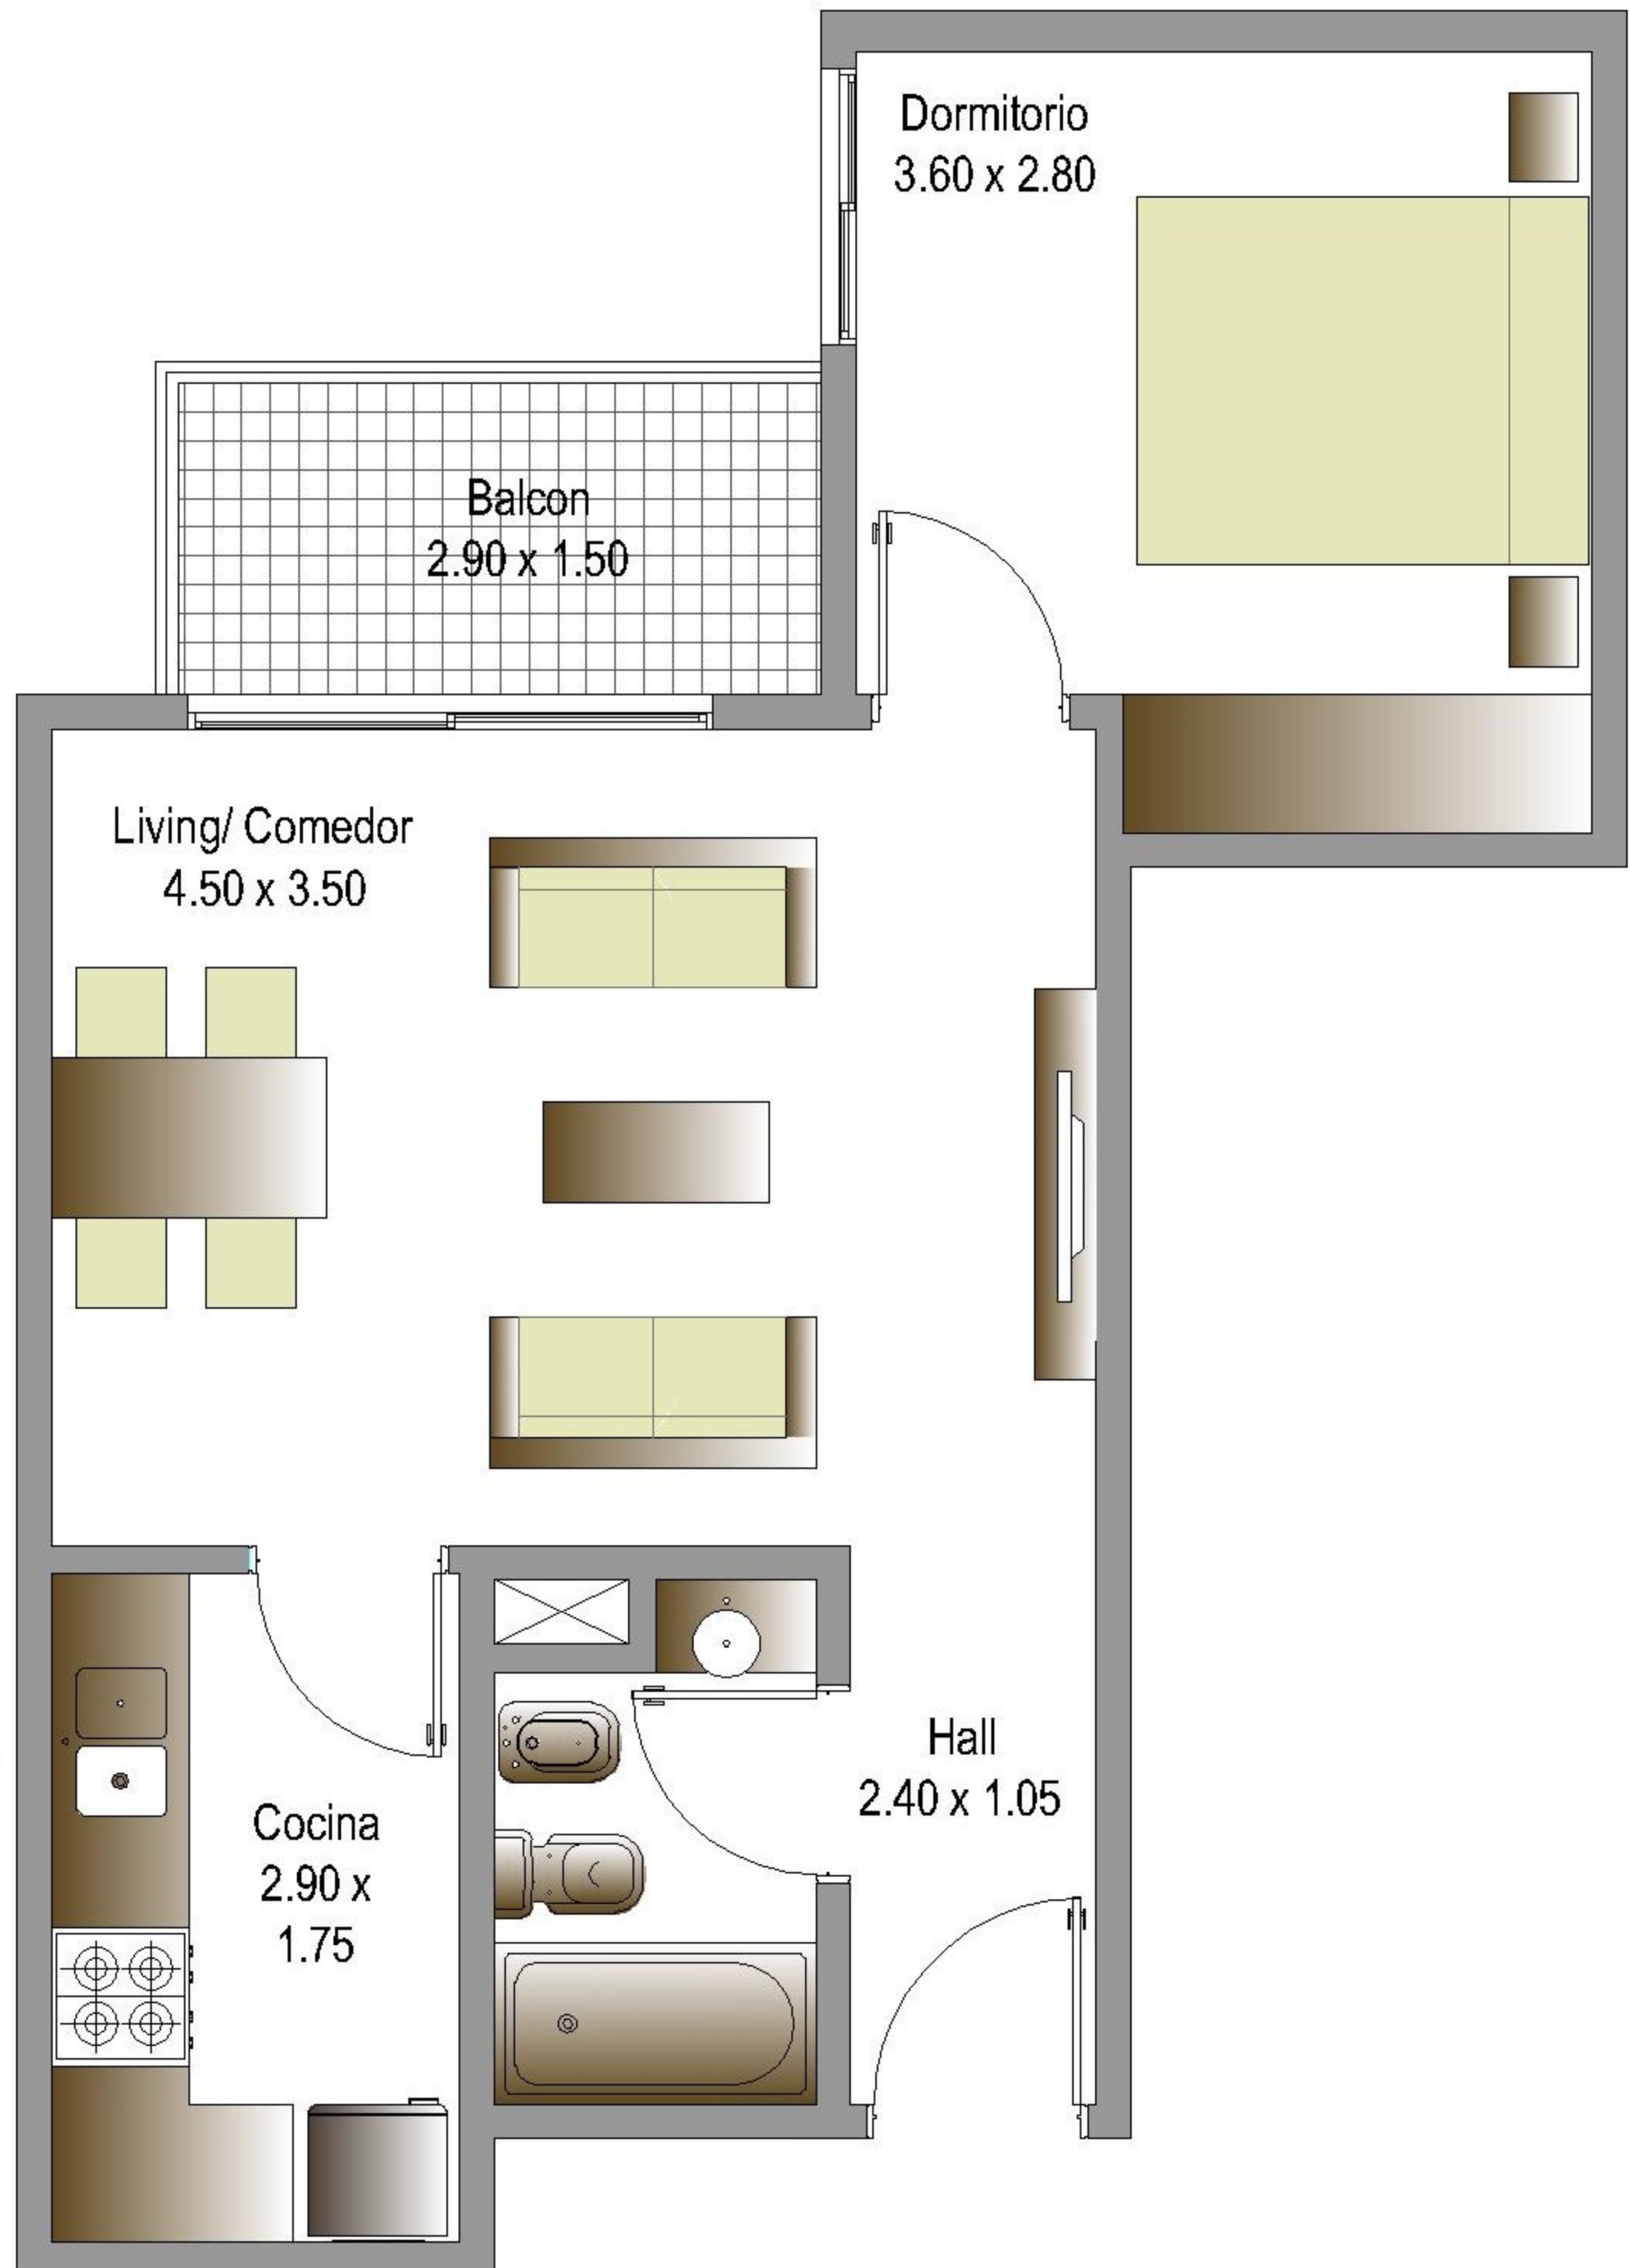 Dormitorio
3.60 x 2.80
Balcon
2.90 x 1.50
Living/ Comedor
4.50 x 3.50
Hall
2.40 x 1.05
Cocina
2.90 x
1.75